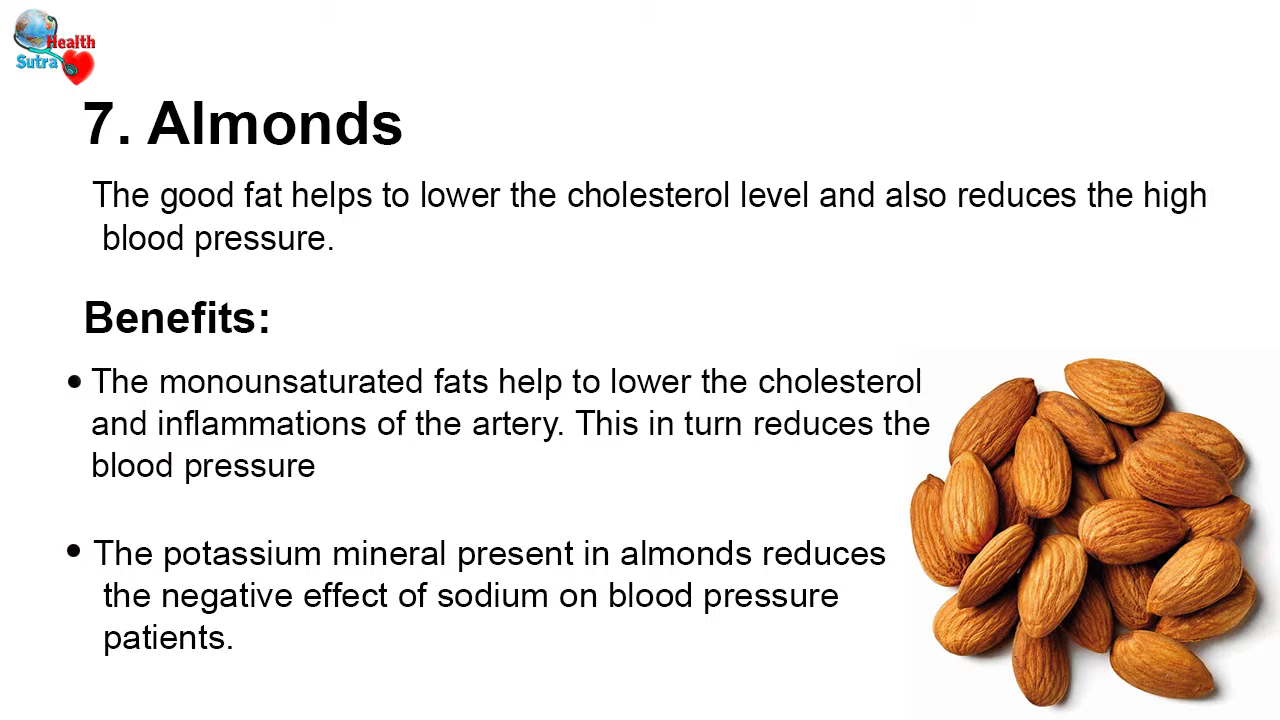 Health
Sutra
7. Almonds
The good fat helps to lower the cholesterol level and also reduces the high
blood pressure.
Benefits:
• The monounsaturated fats help to lower the cholesterol
and inflammations of the artery. This in turn reduces the
blood pressure
• The potassium mineral present in almonds reduces
the negative effect of sodium on blood pressure
patients.